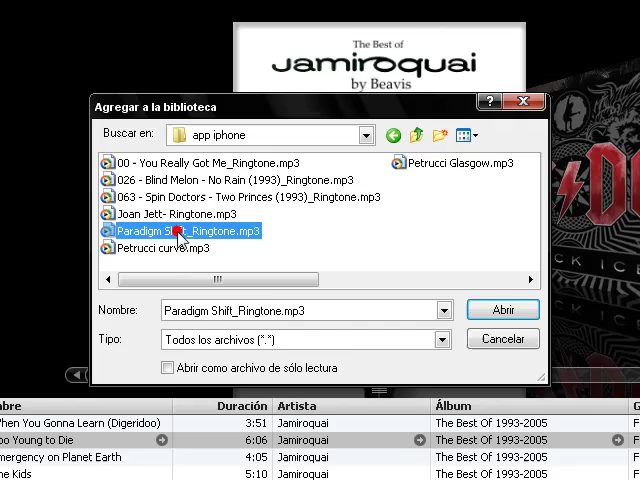 The Best of
Jamiroquai
by Beavis
Agregar a la biblioteca
Buscar en:
app iphone
00 - You Really Got Me_Ringtone.mp3
026 - Blind Melon - No Rain (1993)_Ringtone.mp3
063 - Spin Doctors - Two Princes (1993)_Ringtone.mp3
Joan Jett- Ringtone.mp3
Paradigm Shift_Ringtone.mp3
Petrucci curva.mp3
Petrucci Glasgow.mp3
Nombre:
Paradigm Shift_Ringtone.mp3
Abrir
Tipo:
Todos los archivos (*.*)
Cancelar
Abrir como archivo de sólo lectura
bre Duración Artista Álbum G
hen You Gonna Learn (Digeridoo) 3:51 Jamiroquai The Best Of 1993-2005 F
oo Young to Die 6:06 Jamiroquai The Best Of 1993-2005 F
mergency on Planet Earth 4:05 Jamiroquai The Best Of 1993-2005 F
he Kids 5:10 Jamiroquai The Best Of 1993-2005 F